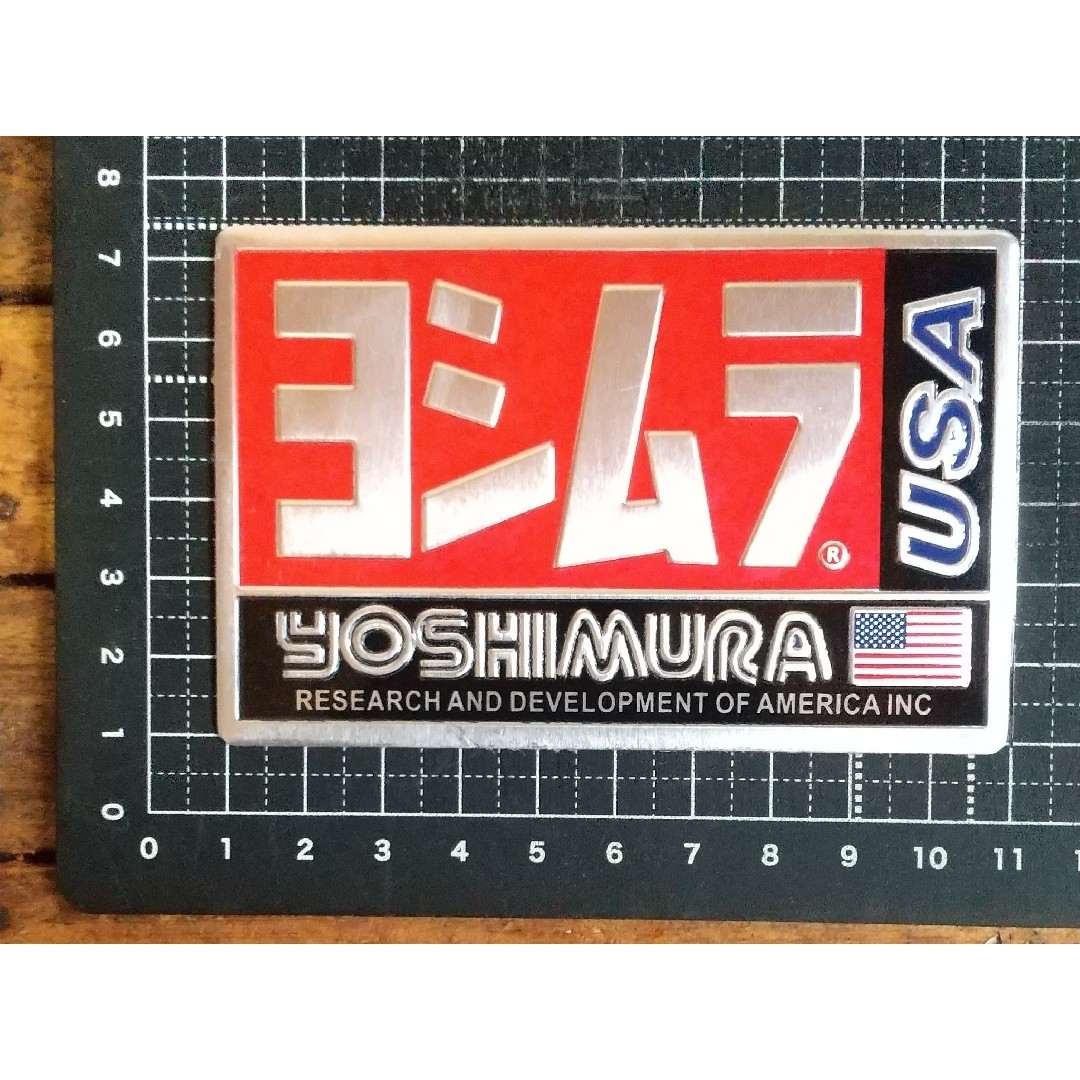 ヨシムラ®
USA
YOSHIMURA
RESEARCH AND DEVELOPMENT OF AMERICA INC
8
7
6
5
4
3
2
1
0
0 1 2 3 4 5 6 7 8 9 10 11